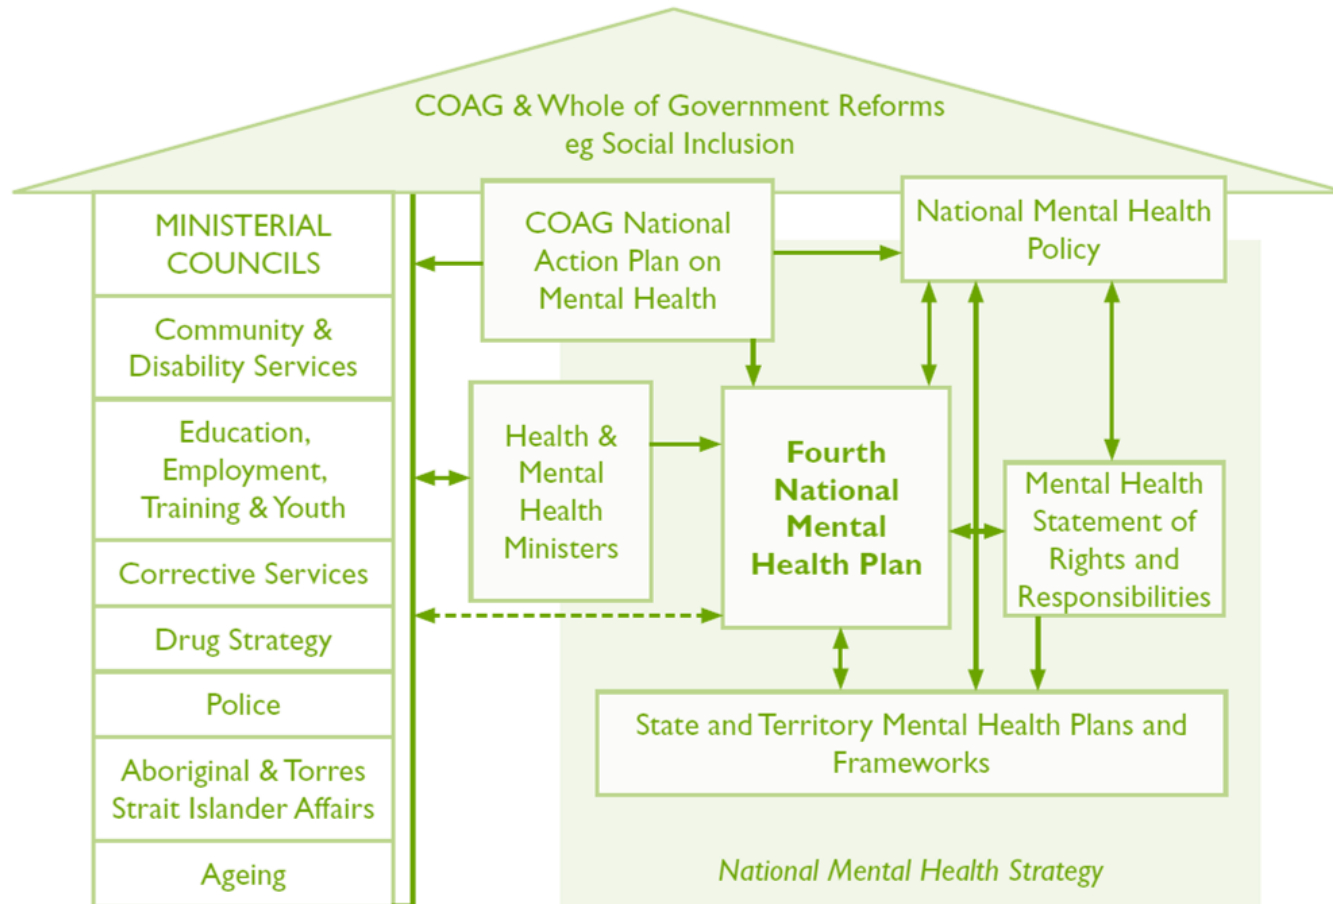 COAG & Whole of Government Reforms
eg Social Inclusion
MINISTERIAL
COUNCILS
Community &
Disability Services
Education,
Employment,
Training & Youth
Corrective Services
Drug Strategy
Police
Aboriginal & Torres
Strait Islander Affairs
Ageing
COAG National
Action Plan on
Mental Health
National Mental Health
Policy
Health &
Mental
Health
Ministers
Fourth
National
Mental
Health Plan
Mental Health
Statement of
Rights and
Responsibilities
State and Territory Mental Health Plans and
Frameworks
National Mental Health Strategy